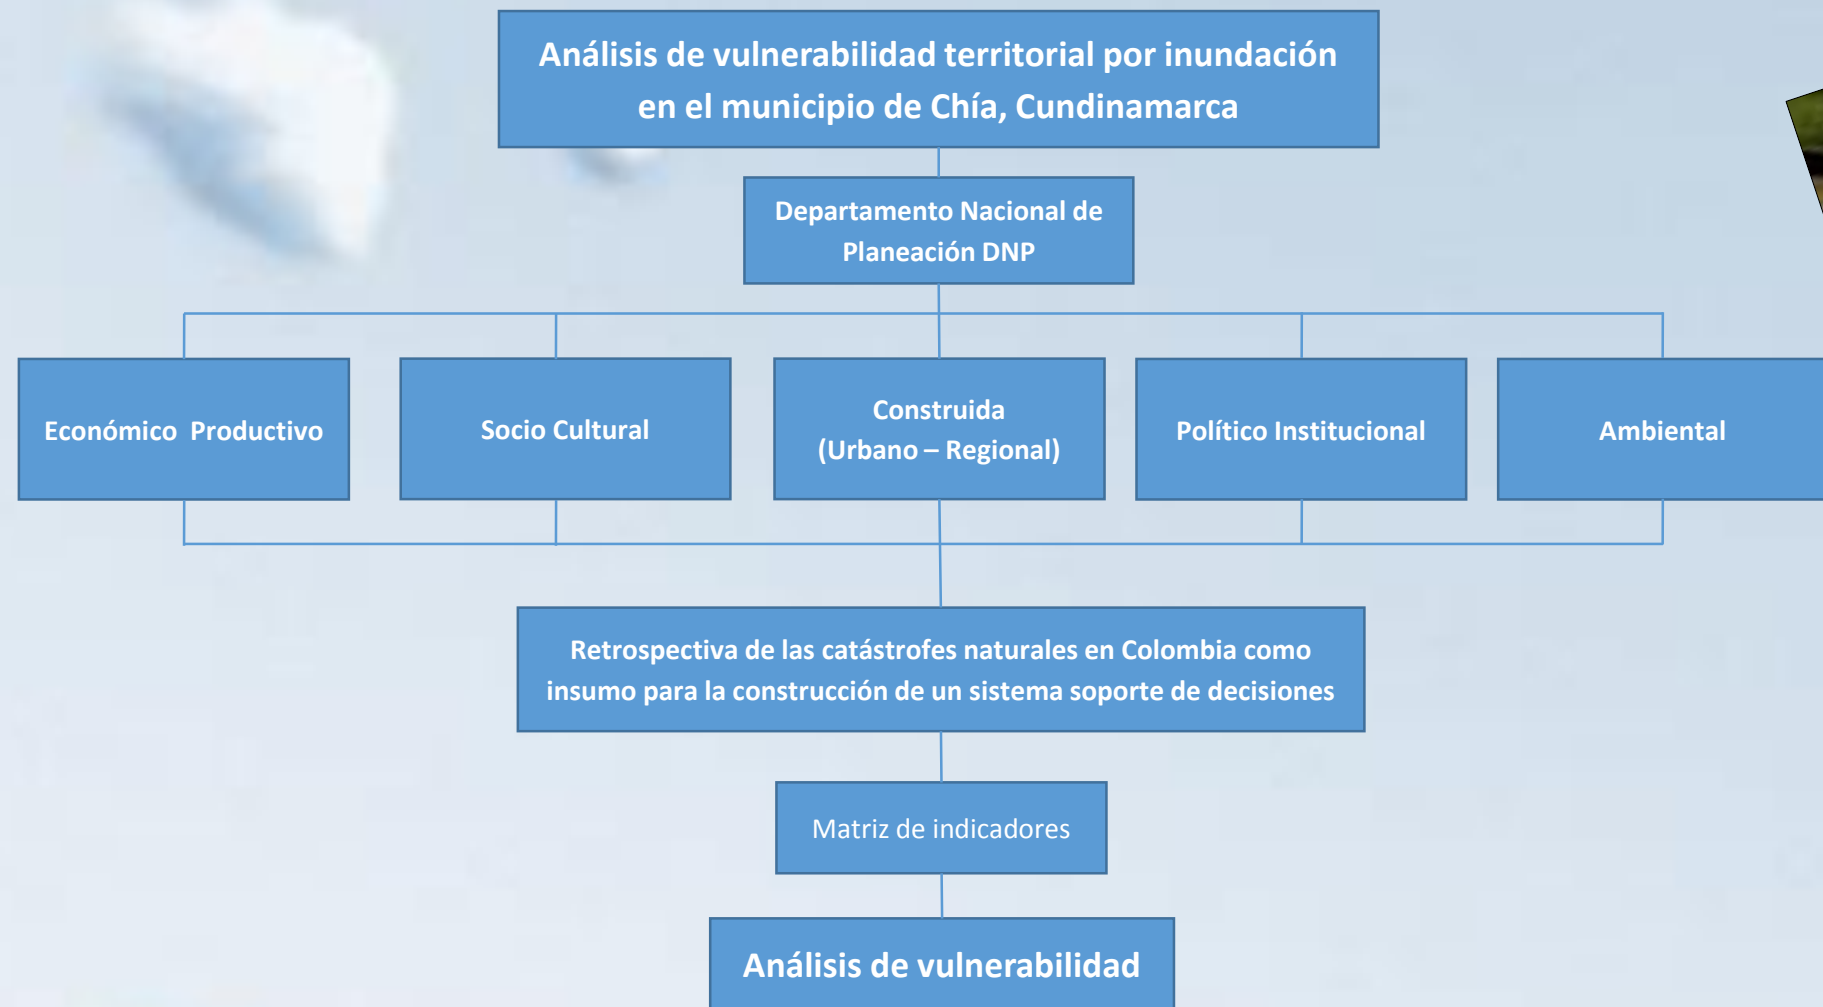 Análisis de vulnerabilidad territorial por inundación
en el municipio de Chía, Cundinamarca
Departamento Nacional de
Planeación DNP
Económico Productivo
Socio Cultural
Construida
(Urbano – Regional)
Político Institucional
Ambiental
Retrospectiva de las catástrofes naturales en Colombia como
insumo para la construcción de un sistema soporte de decisiones
Matriz de indicadores
Análisis de vulnerabilidad